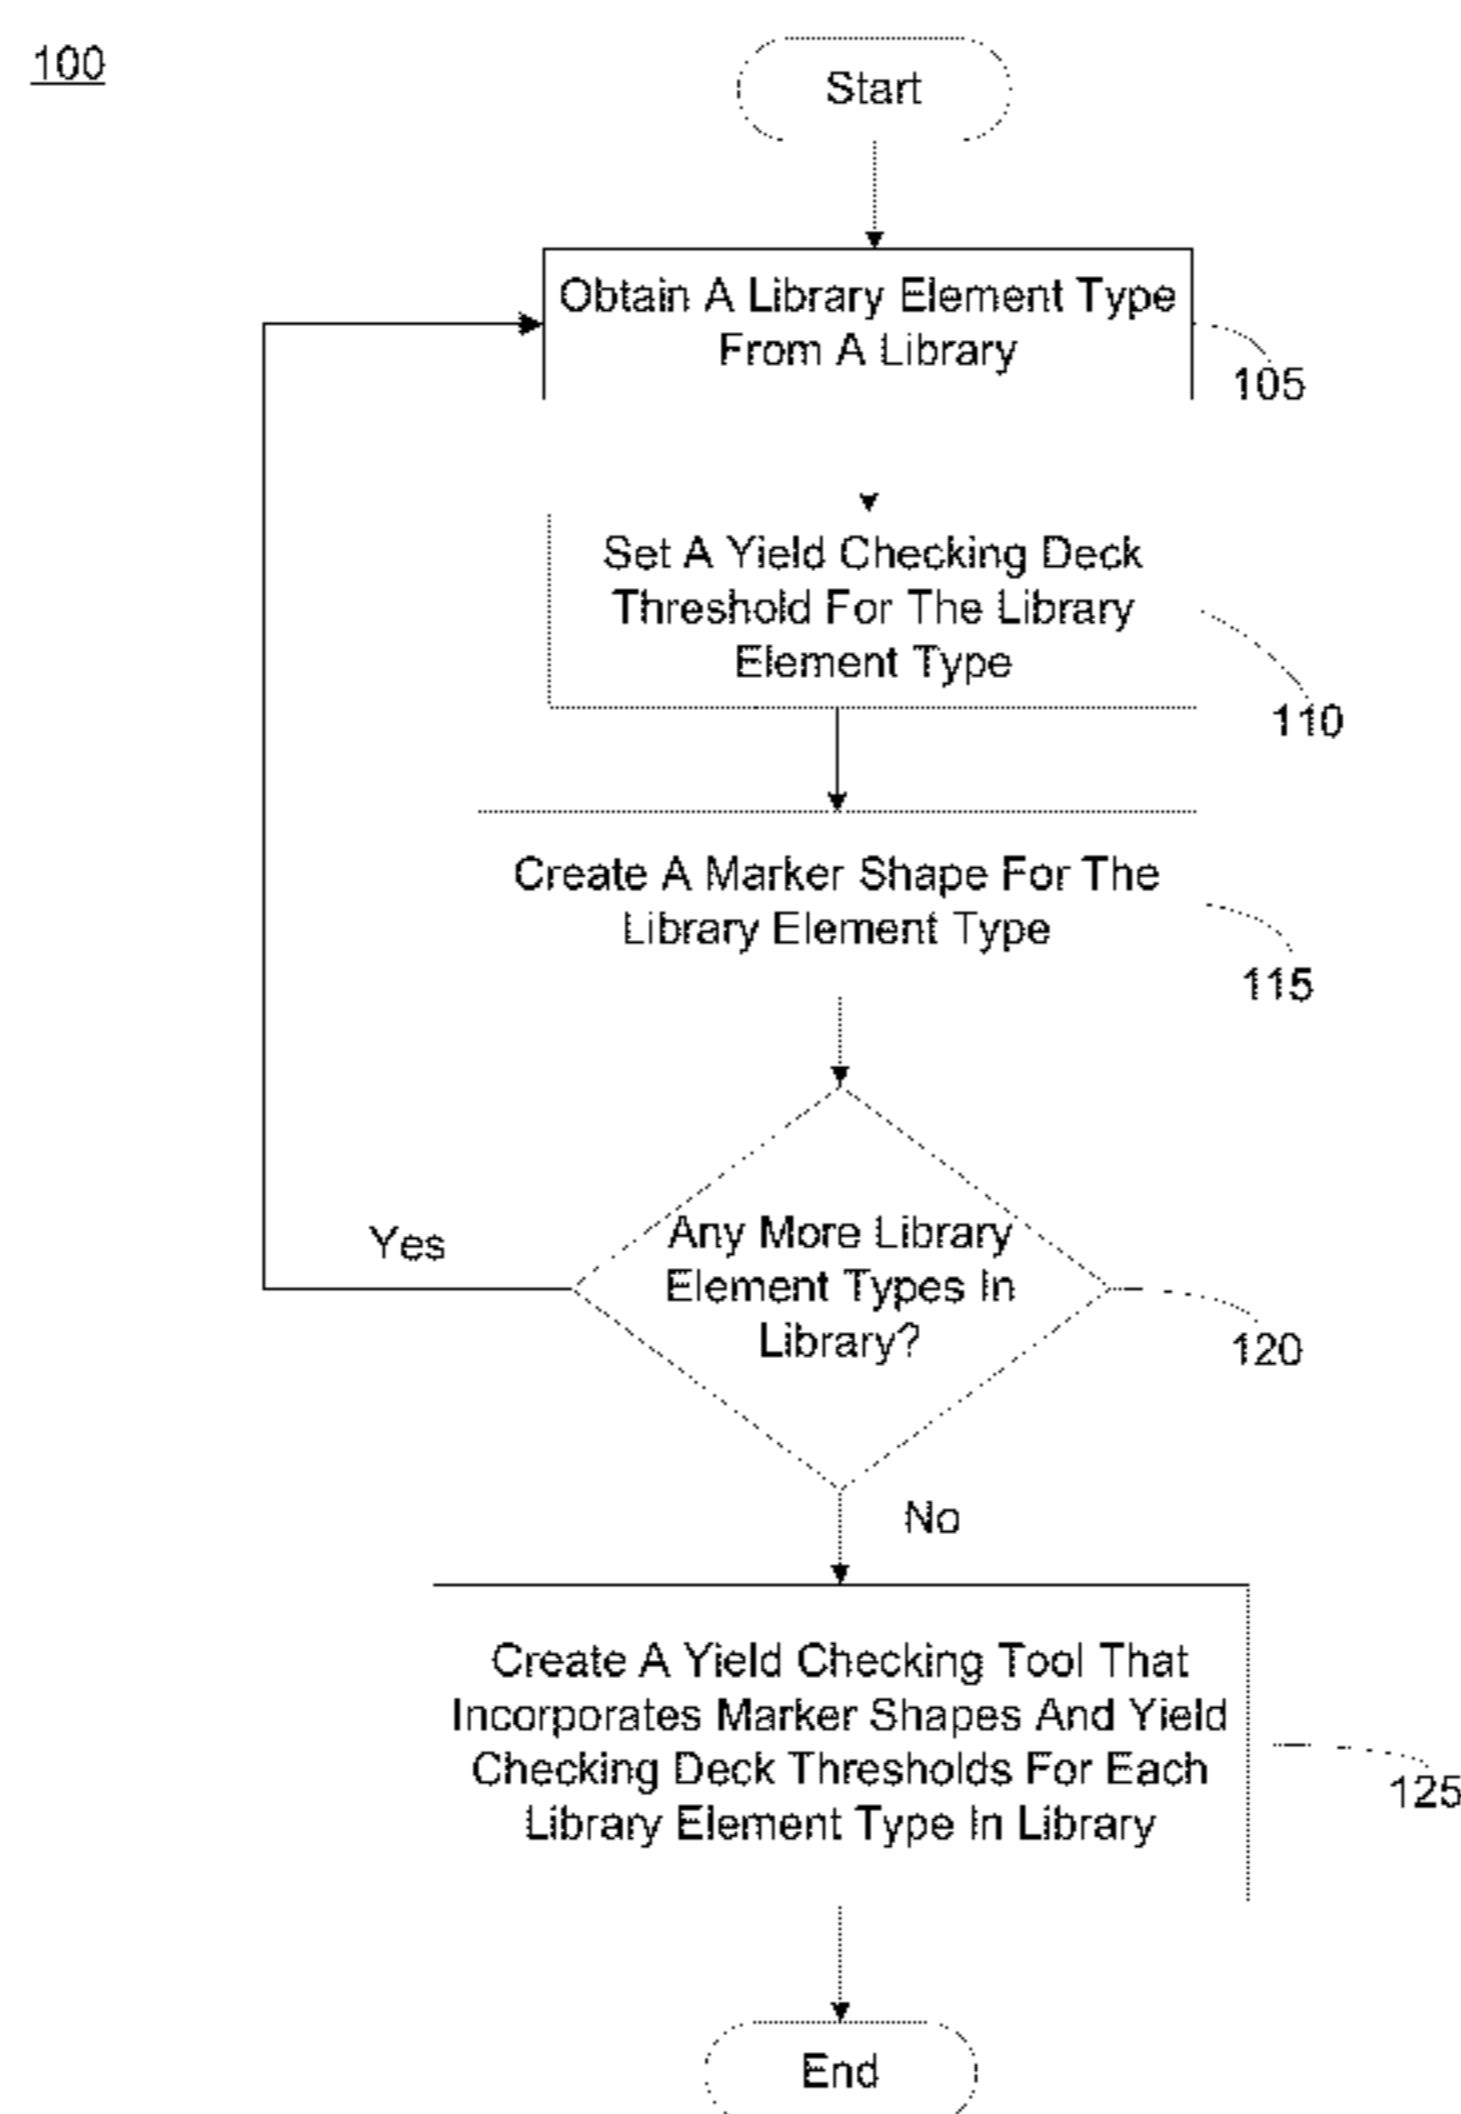 100
Start
Obtain A Library Element Type
From A Library
105
Set A Yield Checking Deck
Threshold For The Library
Element Type
110
Create A Marker Shape For The
Library Element Type
115
Yes
Any More Library
Element Types In
Library?
120
No
Create A Yield Checking Tool That
Incorporates Marker Shapes And Yield
Checking Deck Thresholds For Each
Library Element Type In Library
125
End